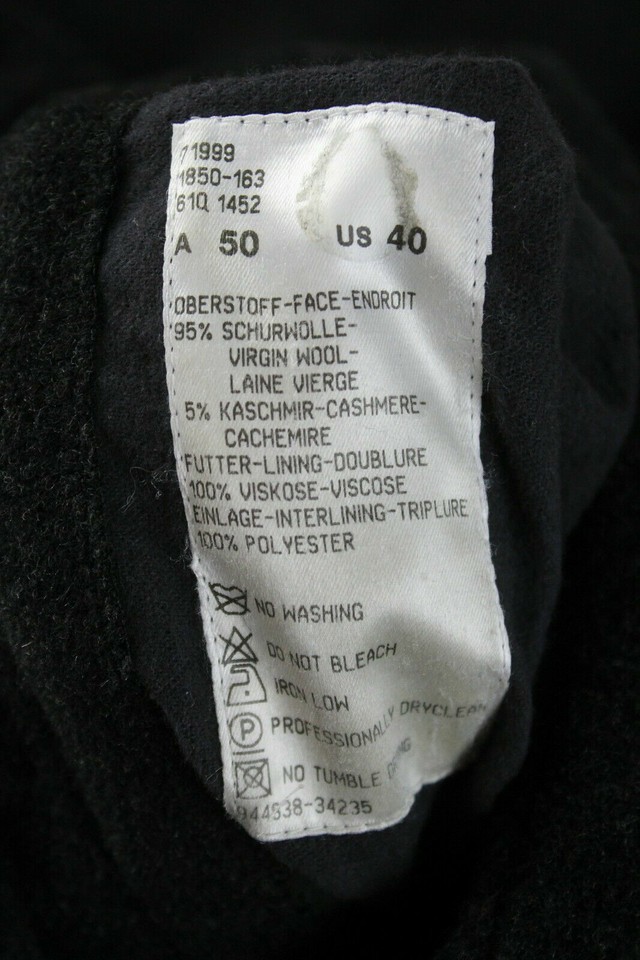 71999
1850-163
610 1452
A 50 US 40
OBERSTOFF-FACE-ENDROIT
95% SCHURWOLLE-
VIRGIN WOOL-
LAINE VIERGE
5% KASCHMIR-CASHMERE-
CACHEMIRE
FUTTER-LINING-DOUBLURE
100% VISKOSE-VISCOSE
EINLAGE-INTERLINING-TRIPLURE
100% POLYESTER
NO WASHING
DO NOT BLEACH
IRON LOW
P PROFESSIONALLY DRYCLEAN
NO TUMBLE
944538-34235